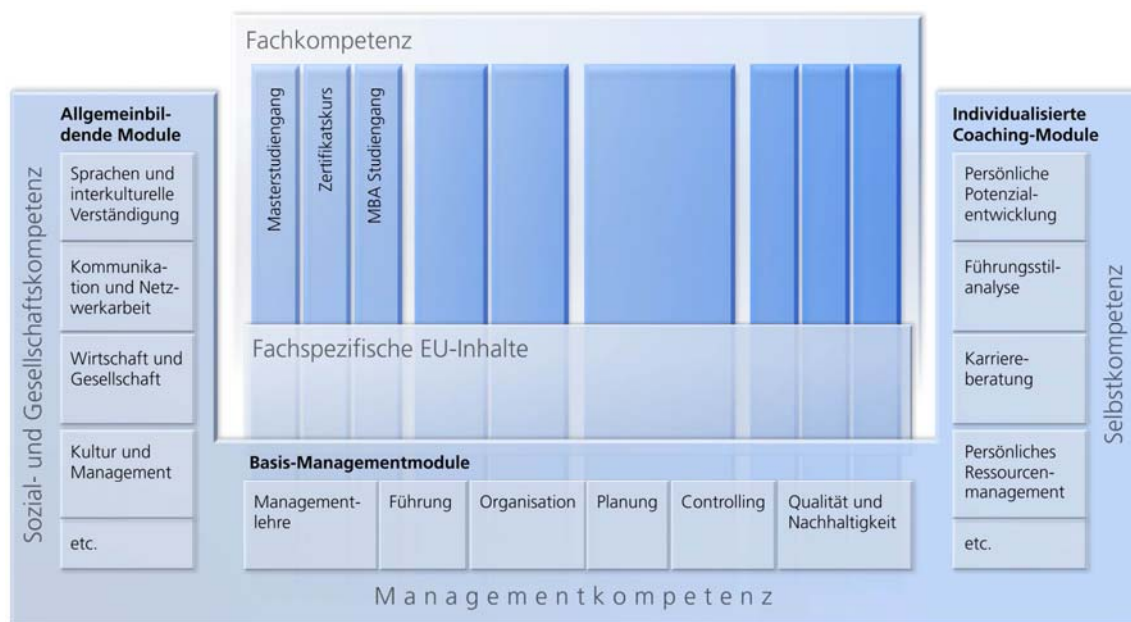 Fachkompetenz
Masterstudiengang
Zertifikatskurs
MBA Studiengang
Fachspezifische EU-Inhalte
Sozial- und Gesellschaftskompetenz
Allgemeinbil-
dende Module
Sprachen und
interkulturelle
Verständigung
Kommunika-
tion und Netz-
werkarbeit
Wirtschaft und
Gesellschaft
Kultur und
Management
etc.
Basis-Managementmodule
Management-
lehre
Führung
Organisation
Planung
Controlling
Qualität und
Nachhaltigkeit
Managementkompetenz
Individualisierte
Coaching-Module
Persönliche
Potenzial-
entwicklung
Führungsstil-
analyse
Karriere-
beratung
Persönliches
Ressourcen-
management
etc.
Selbstkompetenz